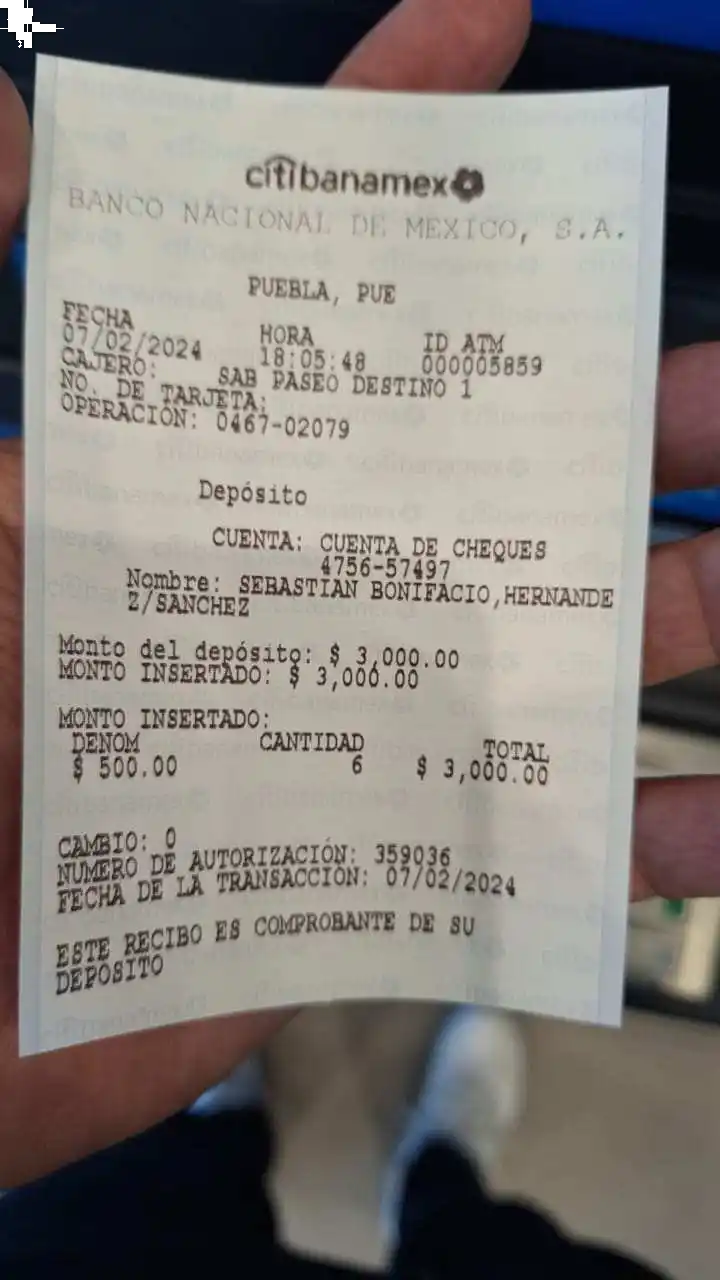 citibanamex
BANCO NACIONAL DE MEXICO, S.A.
PUEBLA, PUE
FECHA HORA ID ATM
07/02/2024 18:05:48 000005859
CAJERO: SAB PASEO DESTINO 1
NO. DE TARJETA:
OPERACIÓN: 0467-02079
Depósito
CUENTA: CUENTA DE CHEQUES
4756-57497
Nombre: SEBASTIAN BONIFACIO,HERNANDE
Z/SANCHEZ
Monto del depósito: $ 3,000.00
MONTO INSERTADO: $ 3,000.00
MONTO INSERTADO:
DENOM CANTIDAD TOTAL
$ 500.00 6 $ 3,000.00
CAMBIO: 0
NUMERO DE AUTORIZACIÓN: 359036
FECHA DE LA TRANSACCIÓN: 07/02/2024
ESTE RECIBO ES COMPROBANTE DE SU
DEPOSITO